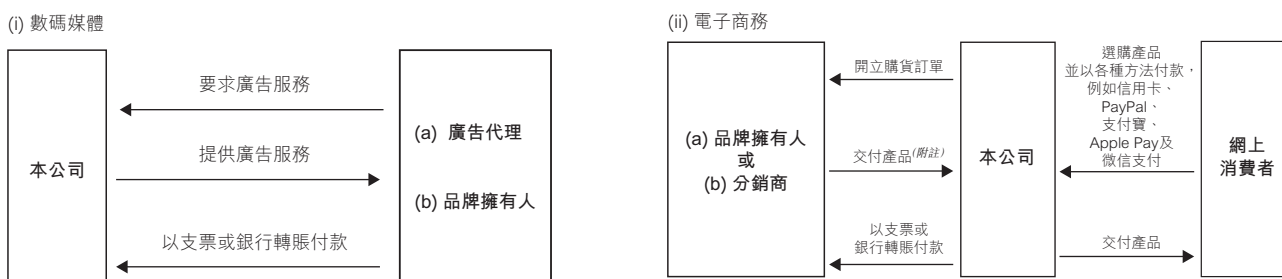 (i) 數碼媒體
本公司
要求廣告服務
提供廣告服務
以支票或銀行轉賬付款
(a) 廣告代理
(b) 品牌擁有人
(ii) 電子商務
(a) 品牌擁有人
或
(b) 分銷商
開立購貨訂單
交付產品(附註)
以支票或
銀行轉賬付款
本公司
選購產品
並以各種方法付款，
例如信用卡、
PayPal、
支付寶、
Apple Pay及
微信支付
交付產品
網上
消費者